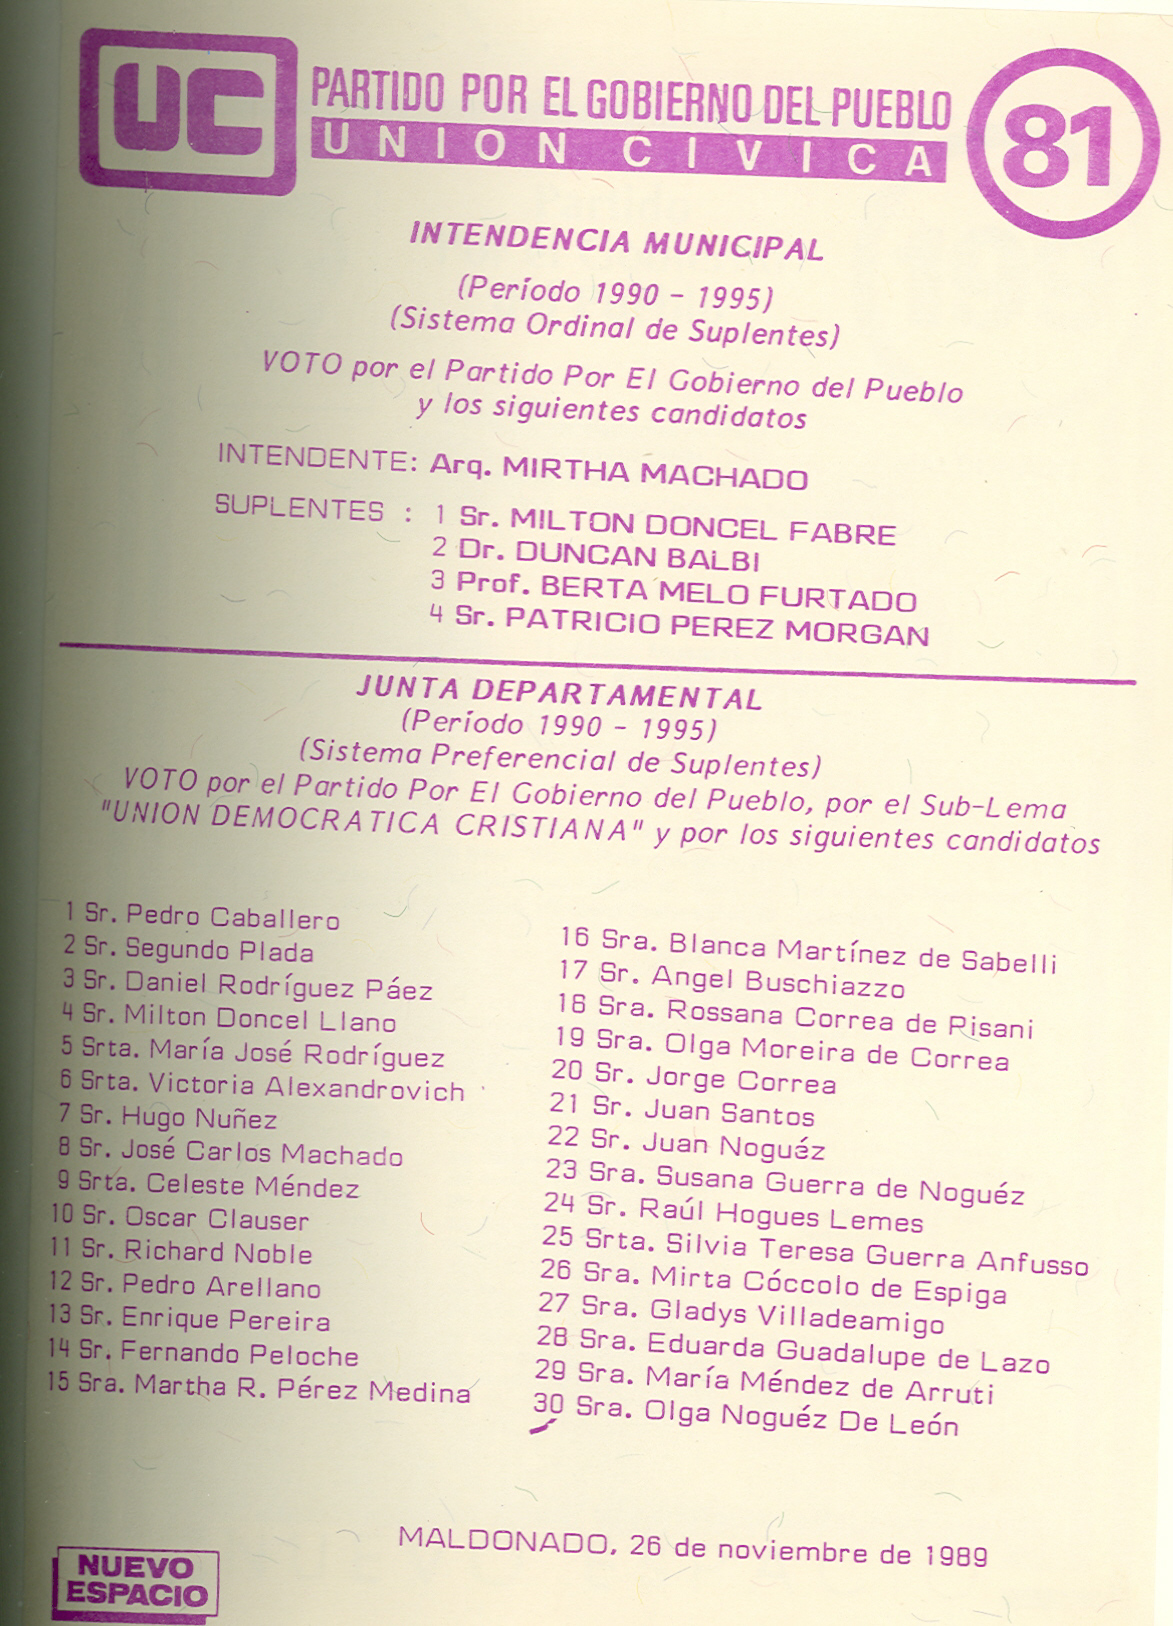 UC
PARTIDO POR EL GOBIERNO DEL PUEBLO
UNION CIVICA
81
INTENDENCIA MUNICIPAL
(Período 1990 - 1995)
(Sistema Ordinal de Suplentes)
VOTO por el Partido Por El Gobierno del Pueblo
y los siguientes candidatos
INTENDENTE: Arq. MIRTHA MACHADO
SUPLENTES : 1 Sr. MILTON DONCEL FABRE
2 Dr. DUNCAN BALBI
3 Prof. BERTA MELO FURTADO
4 Sr. PATRICIO PEREZ MORGAN
JUNTA DEPARTAMENTAL
(Período 1990 - 1995)
(Sistema Preferencial de Suplentes)
VOTO por el Partido Por El Gobierno del Pueblo, por el Sub-Lema
"UNION DEMOCRATICA CRISTIANA" y por los siguientes candidatos
1 Sr. Pedro Caballero
2 Sr. Segundo Plada
3 Sr. Daniel Rodríguez Páez
4 Sr. Milton Doncel Llano
5 Srta. María José Rodríguez
6 Srta. Victoria Alexandrovich
7 Sr. Hugo Nuñez
8 Sr. José Carlos Machado
9 Srta. Celeste Méndez
10 Sr. Oscar Clauser
11 Sr. Richard Noble
12 Sr. Pedro Arellano
13 Sr. Enrique Pereira
14 Sr. Fernando Peloche
15 Sra. Martha R. Pérez Medina
16 Sra. Blanca Martínez de Sabelli
17 Sr. Angel Buschiazzo
18 Sra. Rossana Correa de Pisani
19 Sra. Olga Moreira de Correa
20 Sr. Jorge Correa
21 Sr. Juan Santos
22 Sr. Juan Noguéz
23 Sra. Susana Guerra de Noguéz
24 Sr. Raúl Hogues Lemes
25 Srta. Silvia Teresa Guerra Anfusso
26 Sra. Mirta Cóccolo de Espiga
27 Sra. Gladys Villadeamigo
28 Sra. Eduarda Guadalupe de Lazo
29 Sra. María Méndez de Arruti
30 Sra. Olga Noguéz De León
MALDONADO, 26 de noviembre de 1989
NUEVO
ESPACIO